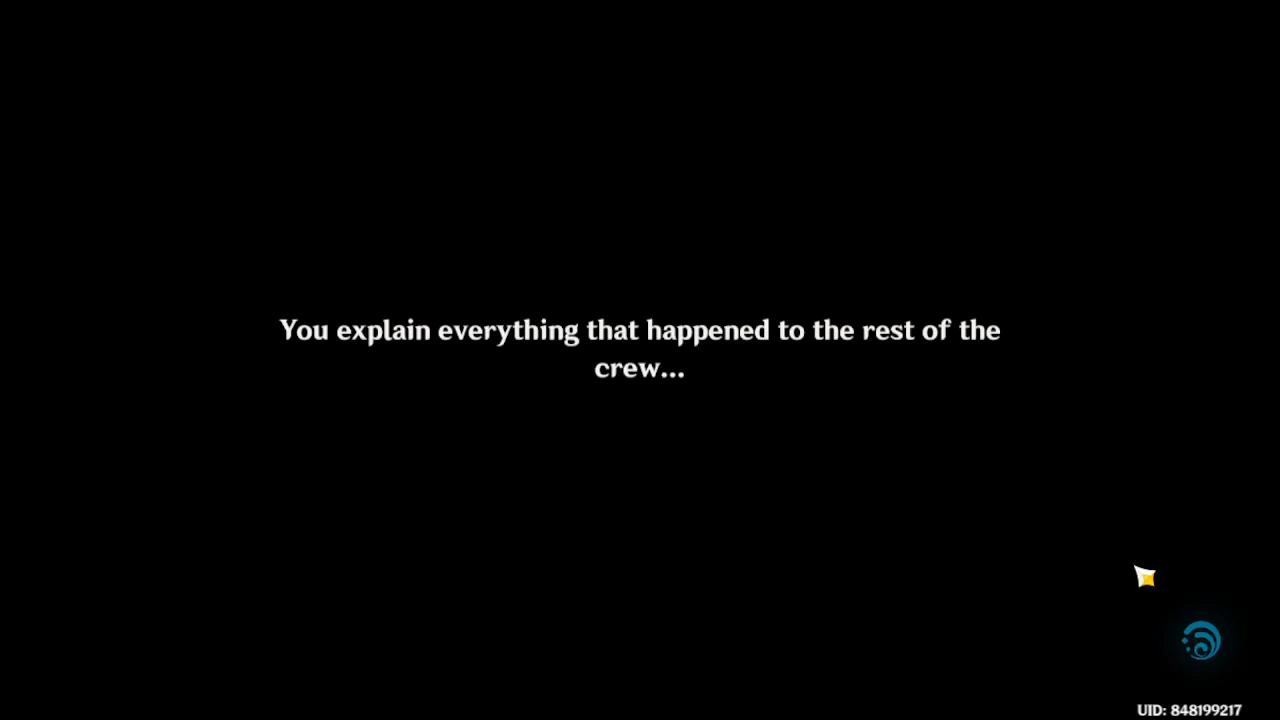 You explain everything that happened to the rest of the
crew...
UID: 848199217